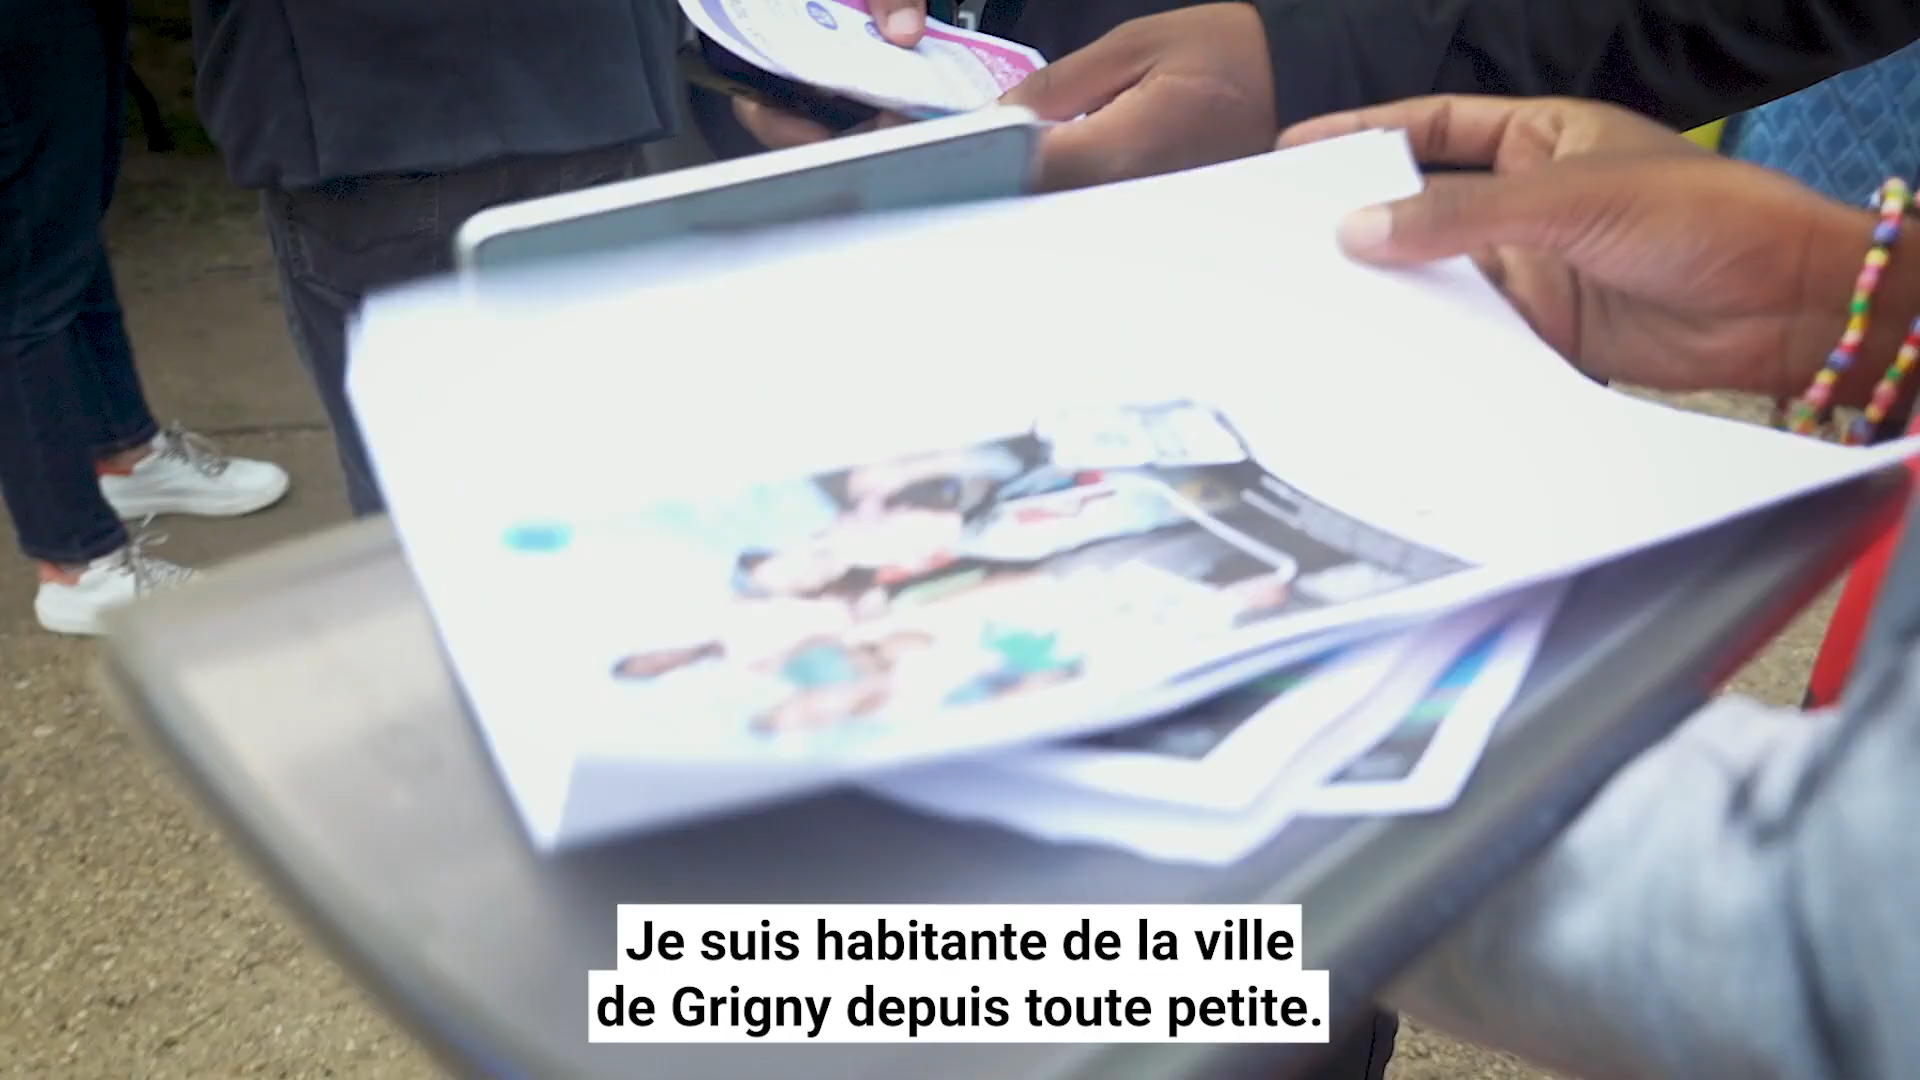 Je suis habitante de la ville
de Grigny depuis toute petite.